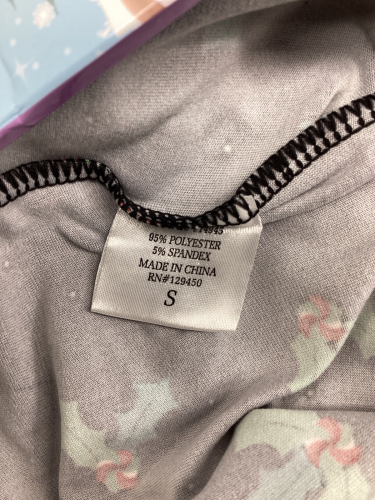 95% POLYESTER
5% SPANDEX
MADE IN CHINA
RN#129450
S